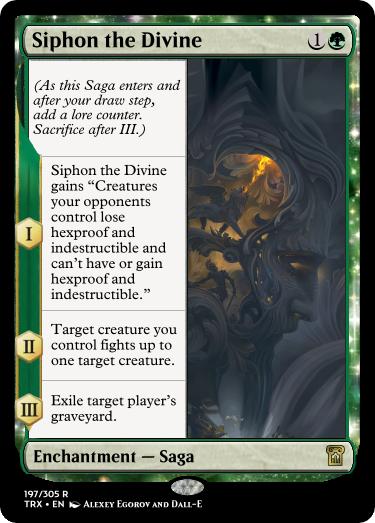 Siphon the Divine 1
(As this Saga enters and
after your draw step,
add a lore counter.
Sacrifice after III.)
I
Siphon the Divine
gains “Creatures
your opponents
control lose
hexproof and
indestructible and
can’t have or gain
hexproof and
indestructible.”
II
Target creature you
control fights up to
one target creature.
III
Exile target player’s
graveyard.
Enchantment — Saga
197/305 R
TRX • EN Alexey Egorov and Dall-E